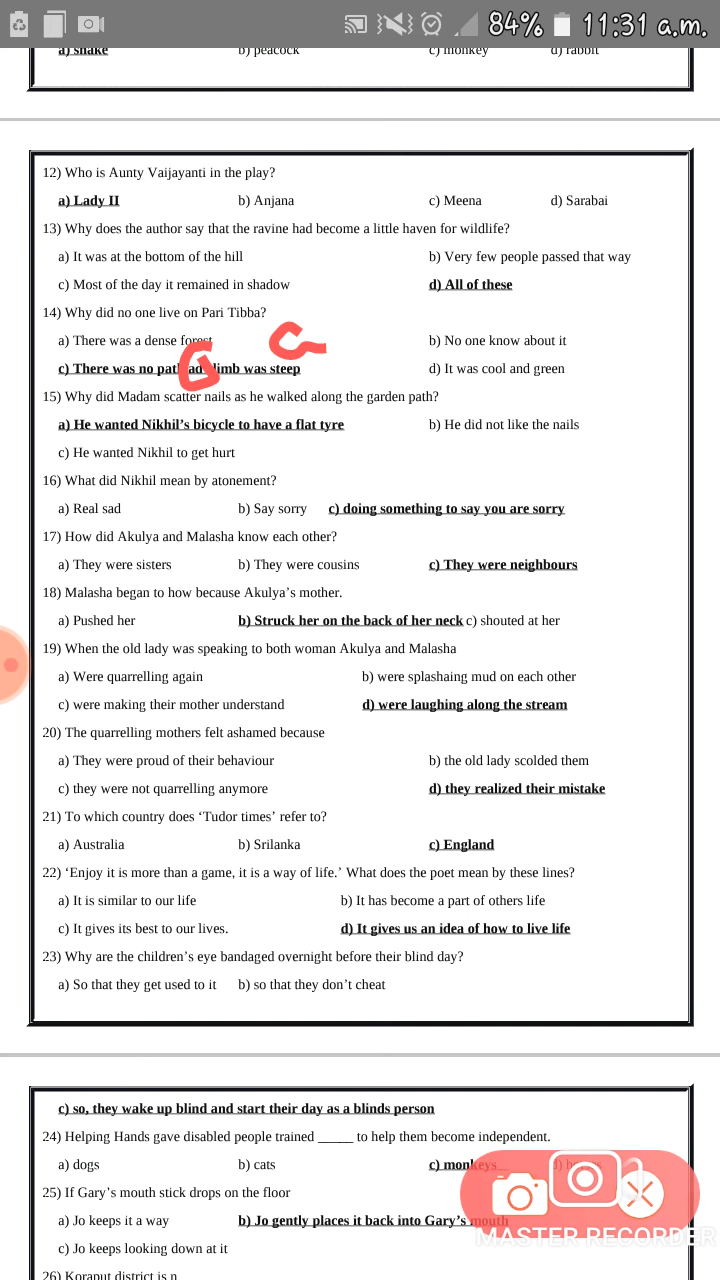 84% 11:31 a.m.
a) snake b) peacock c) monkey d) rabbit
12) Who is Aunty Vaijayanti in the play?
a) Lady II b) Anjana c) Meena d) Sarabai
13) Why does the author say that the ravine had become a little haven for wildlife?
a) It was at the bottom of the hill b) Very few people passed that way
c) Most of the day it remained in shadow d) All of these
14) Why did no one live on Pari Tibba?
a) There was a dense forest b) No one know about it
c) There was no path was steep d) It was cool and green
15) Why did Madam scatter nails as he walked along the garden path?
a) He wanted Nikhil's bicycle to have a flat tyre b) He did not like the nails
c) He wanted Nikhil to get hurt
16) What did Nikhil mean by atonement?
a) Real sad b) Say sorry c) doing something to say you are sorry
17) How did Akulya and Malasha know each other?
a) They were sisters b) They were cousins c) They were neighbours
18) Malasha began to how because Akulya's mother.
a) Pushed her b) Struck her on the back of her neck c) shouted at her
19) When the old lady was speaking to both woman Akulya and Malasha
a) Were quarrelling again b) were splashaing mud on each other
c) were making their mother understand d) were laughing along the stream
20) The quarrelling mothers felt ashamed because
a) They were proud of their behaviour b) the old lady scolded them
c) they were not quarrelling anymore d) they realized their mistake
21) To which country does 'Tudor times' refer to?
a) Australia b) Srilanka c) England
22) 'Enjoy it is more than a game, it is a way of life.' What does the poet mean by these lines?
a) It is similar to our life b) It has become a part of others life
c) It gives its best to our lives. d) It gives us an idea of how to live life
23) Why are the children's eye bandaged overnight before their blind day?
a) So that they get used to it b) so that they don't cheat
c) so, they wake up blind and start their day as a blinds person
24) Helping Hands gave disabled people trained _____ to help them become independent.
a) dogs b) cats c) monkeys
25) If Gary's mouth stick drops on the floor
a) Jo keeps it a way b) Jo gently places it back into Gary's mouth
MASTER RECORDER
c) Jo keeps looking down at it
26) Koraput district is